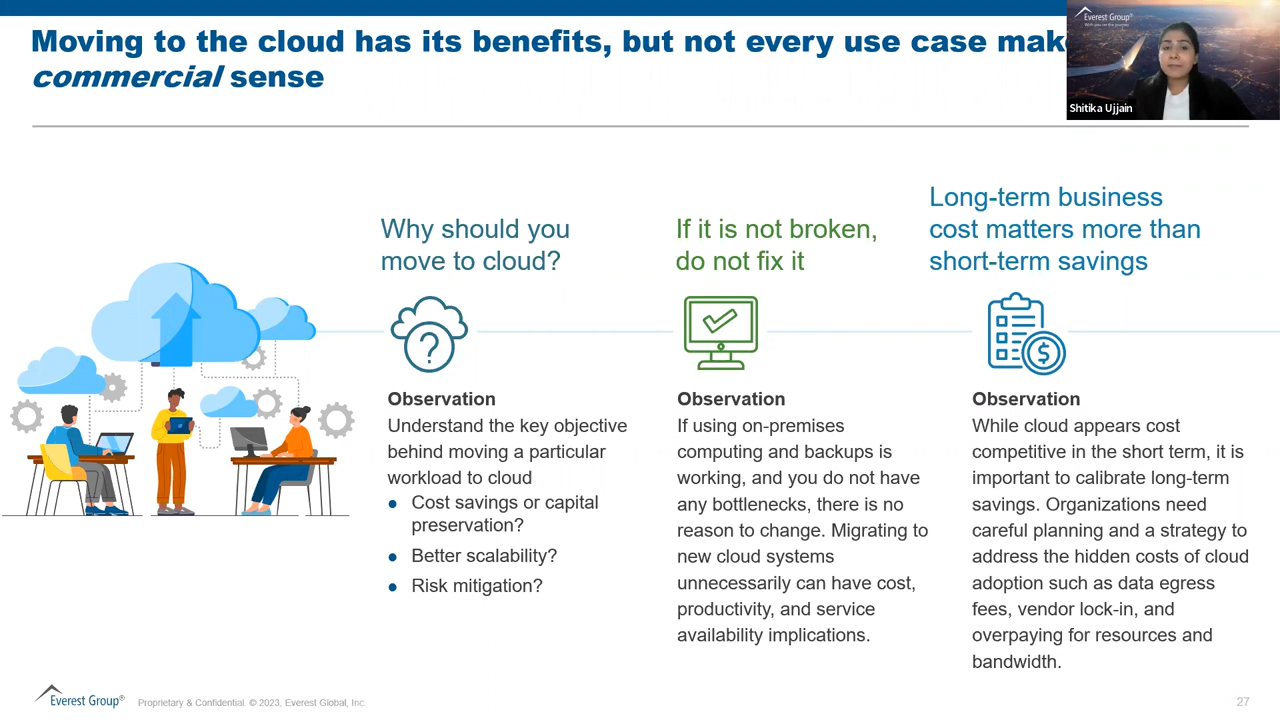 Moving to the cloud has its benefits, but not every use case
commercial sense
Everest Group®
With you on the journey
Shitika Ujjain
Why should you
move to cloud?
?
Observation
Understand the key objective
behind moving a particular
workload to cloud
● Cost savings or capital
preservation?
● Better scalability?
● Risk mitigation?
If it is not broken,
do not fix it
Observation
If using on-premises
computing and backups is
working, and you do not have
any bottlenecks, there is no
reason to change. Migrating to
new cloud systems
unnecessarily can have cost,
productivity, and service
availability implications.
Long-term business
cost matters more than
short-term savings
$
Observation
While cloud appears cost
competitive in the short term, it is
important to calibrate long-term
savings. Organizations need
careful planning and a strategy to
address the hidden costs of cloud
adoption such as data egress
fees, vendor lock-in, and
overpaying for resources and
bandwidth.
Everest Group®
Proprietary & Confidential. © 2023, Everest Global, Inc.
27